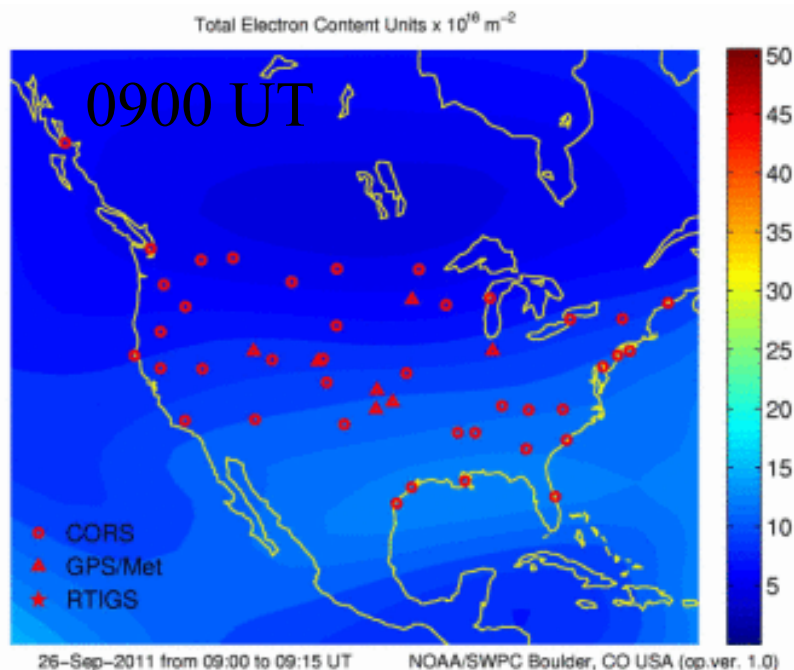 Total Electron Content Units x 10^16 m^-2
0900 UT
50
45
40
35
30
25
20
15
10
5
CORS
GPS/Met
RTIGS
26-Sep-2011 from 09:00 to 09:15 UT
NOAA/SWPC Boulder, CO USA (op.ver. 1.0)